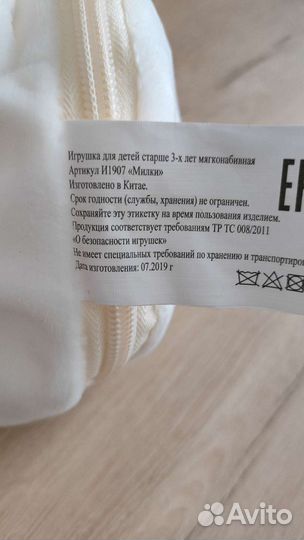 Игрушка для детей старше 3-х лет мягконабивная
Артикул И1907 «Милки»
Изготовлено в Китае.
Срок годности (службы, хранения) не ограничен.
Сохраняйте эту этикетку на время пользования изделием.
Продукция соответствует требованиям ТР ТС 008/2011
«О безопасности игрушек»
Не имеет специальных требований по хранению и транспортиров
Дата изготовления: 07.2019 г
Avito